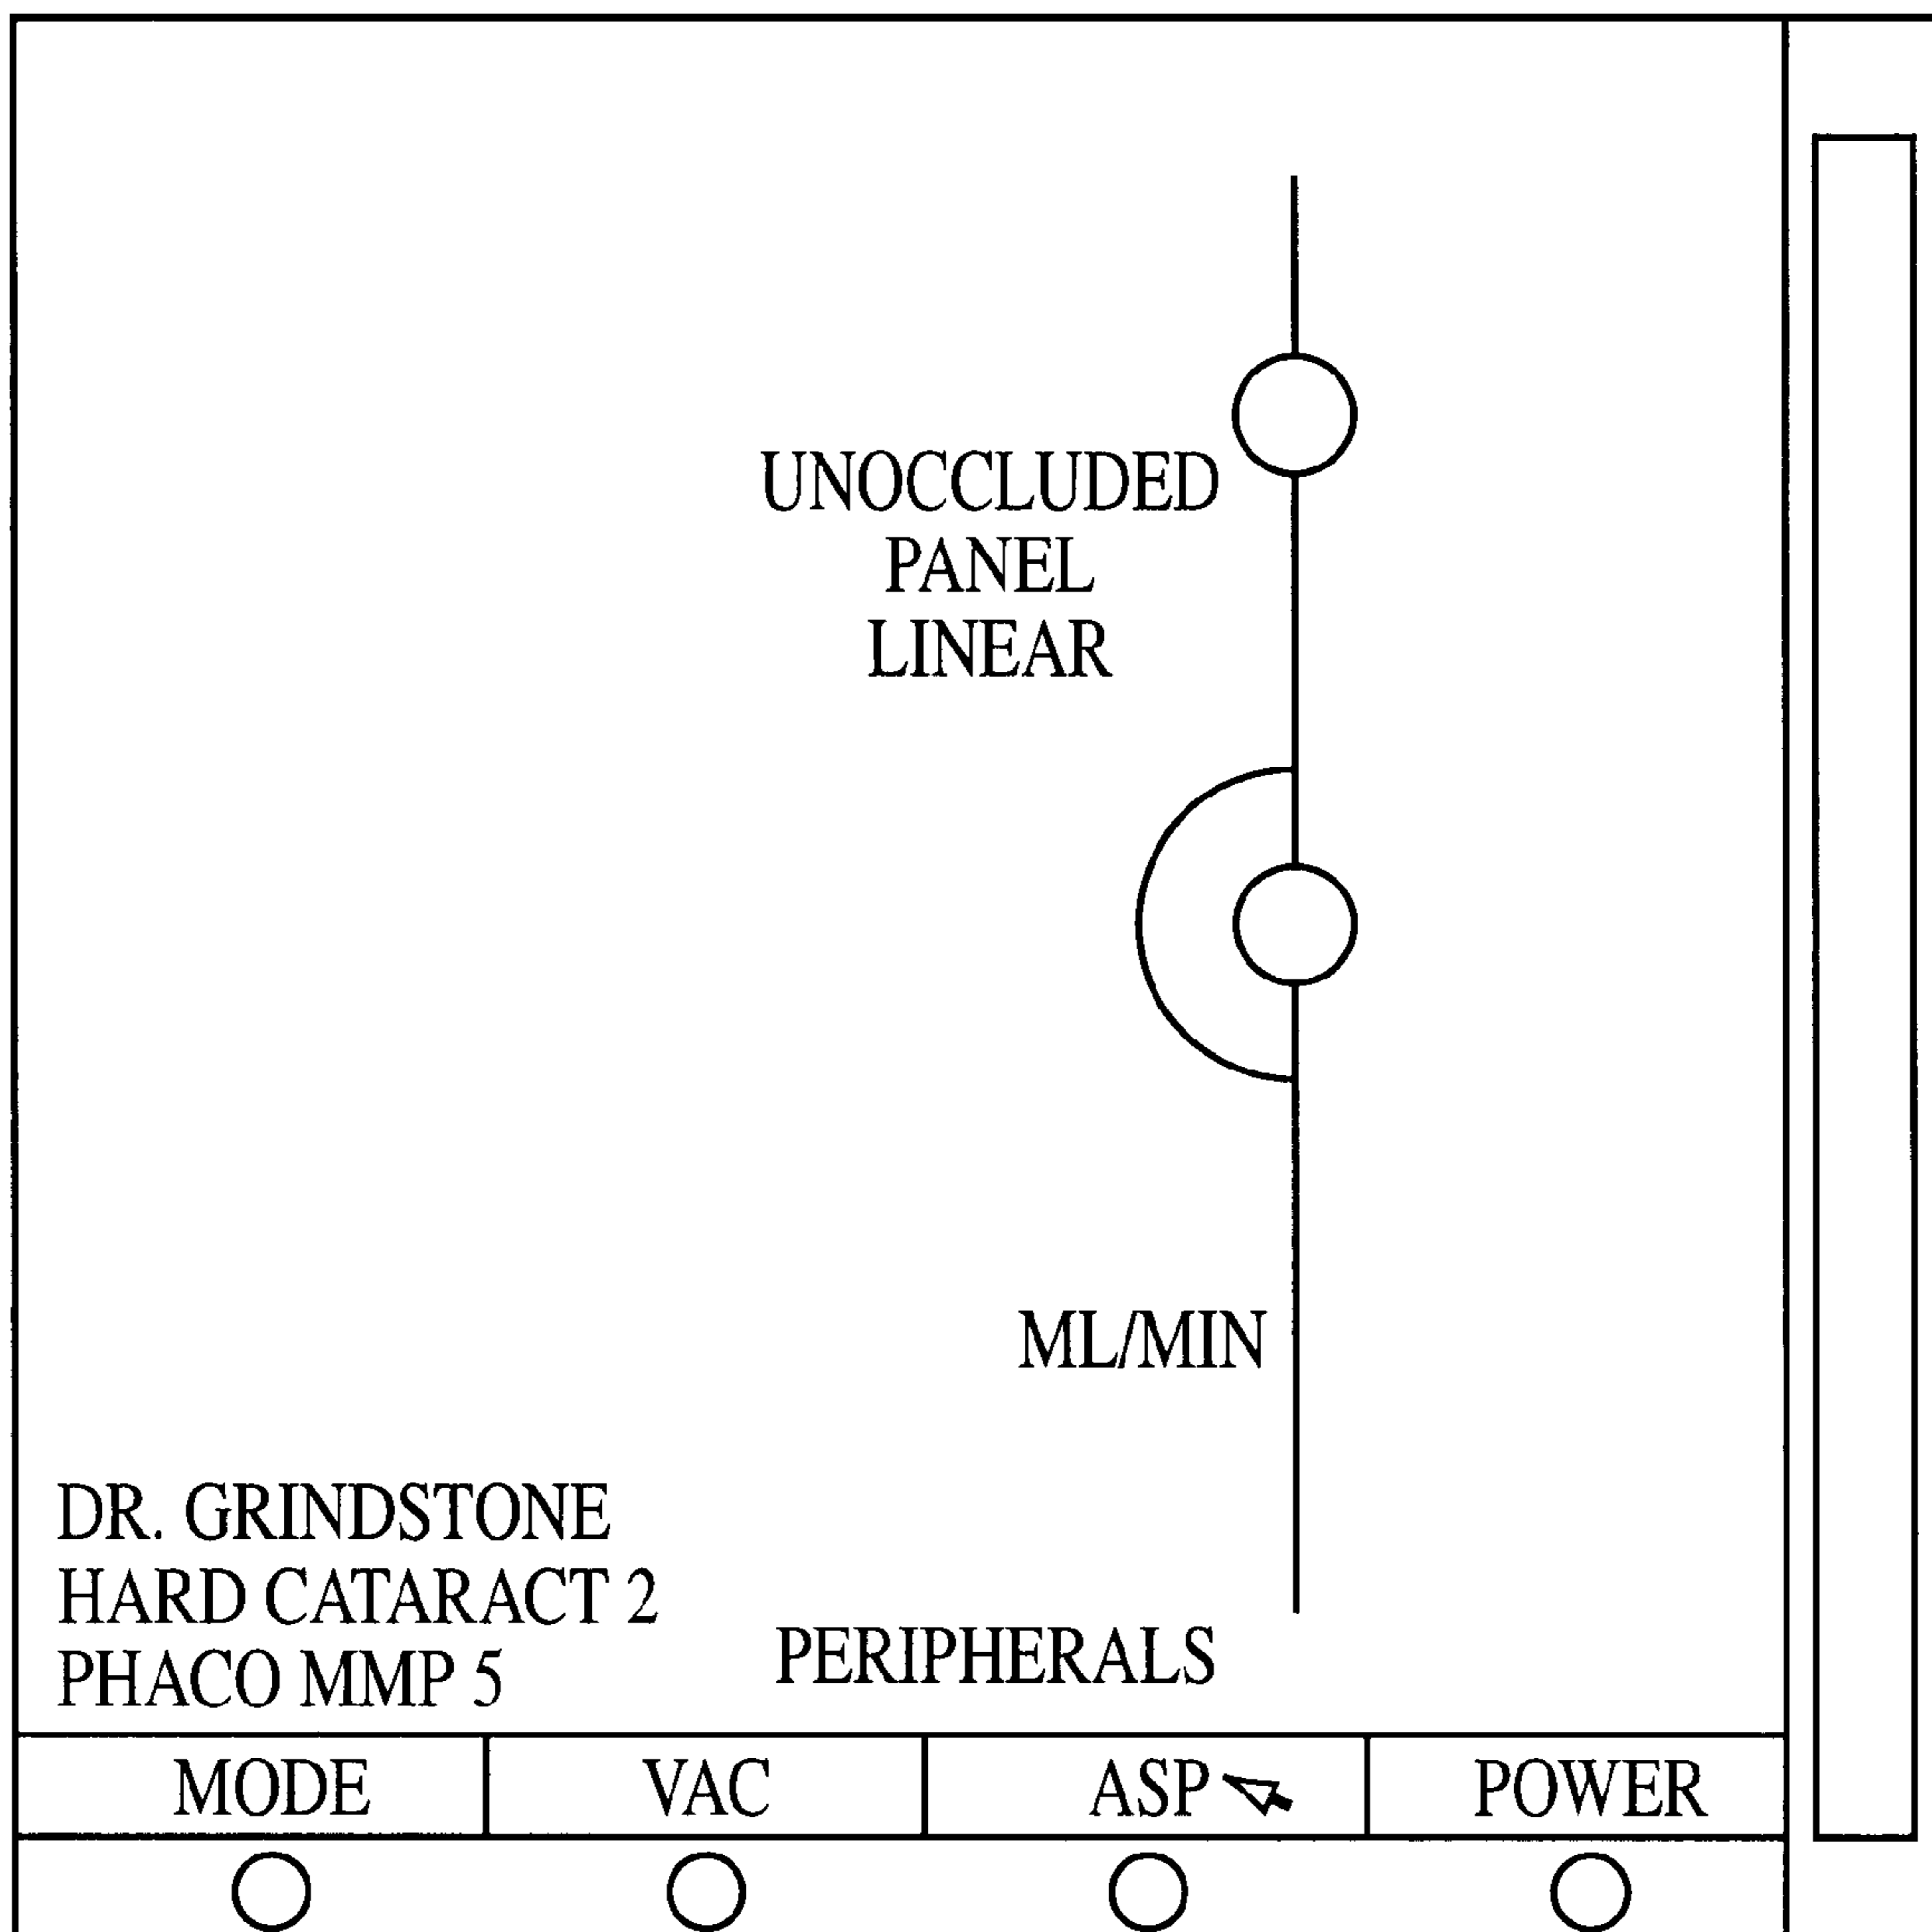 UNOCCLUDED
PANEL
LINEAR
ML/MIN
DR. GRINDSTONE
HARD CATARACT 2
PHACO MMP 5
PERIPHERALS
MODE VAC ASP POWER